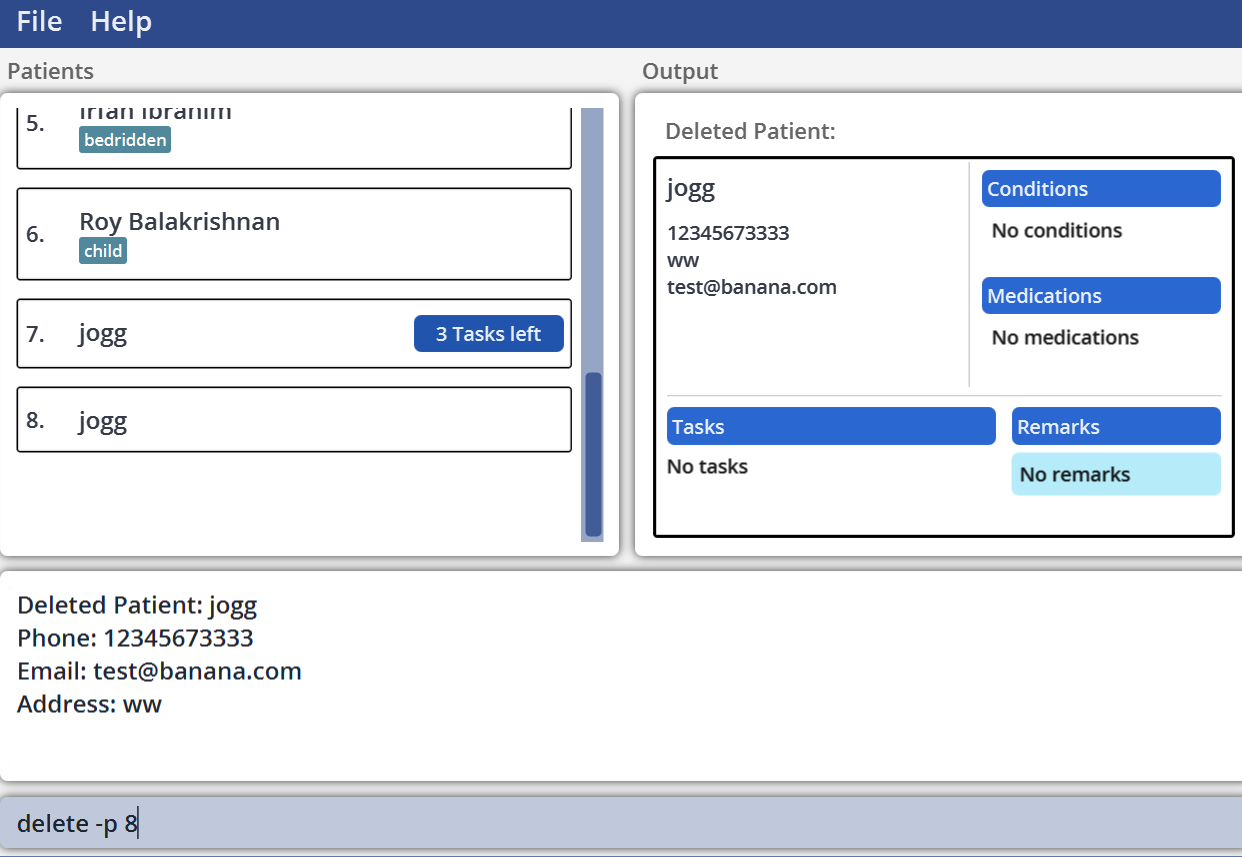 File Help
Patients
5. Irfan Ibrahim
bedridden
6. Roy Balakrishnan
child
7. jogg 3 Tasks left
8. jogg
Output
Deleted Patient:
jogg
12345673333
ww
test@banana.com
Conditions
No conditions
Medications
No medications
Tasks
No tasks
Remarks
No remarks
Deleted Patient: jogg
Phone: 12345673333
Email: test@banana.com
Address: ww
delete -p 8